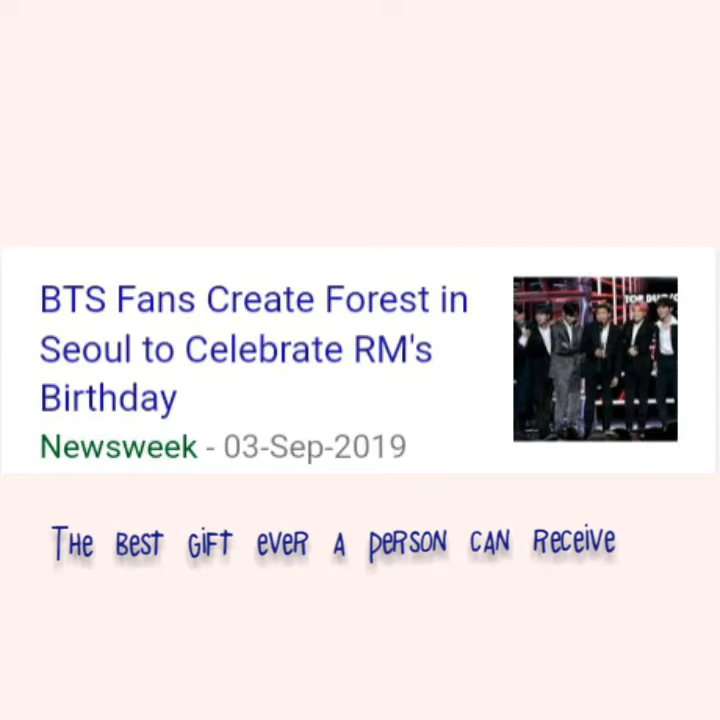 BTS Fans Create Forest in
Seoul to Celebrate RM's
Birthday
Newsweek - 03-Sep-2019
The best gift ever a person can receive